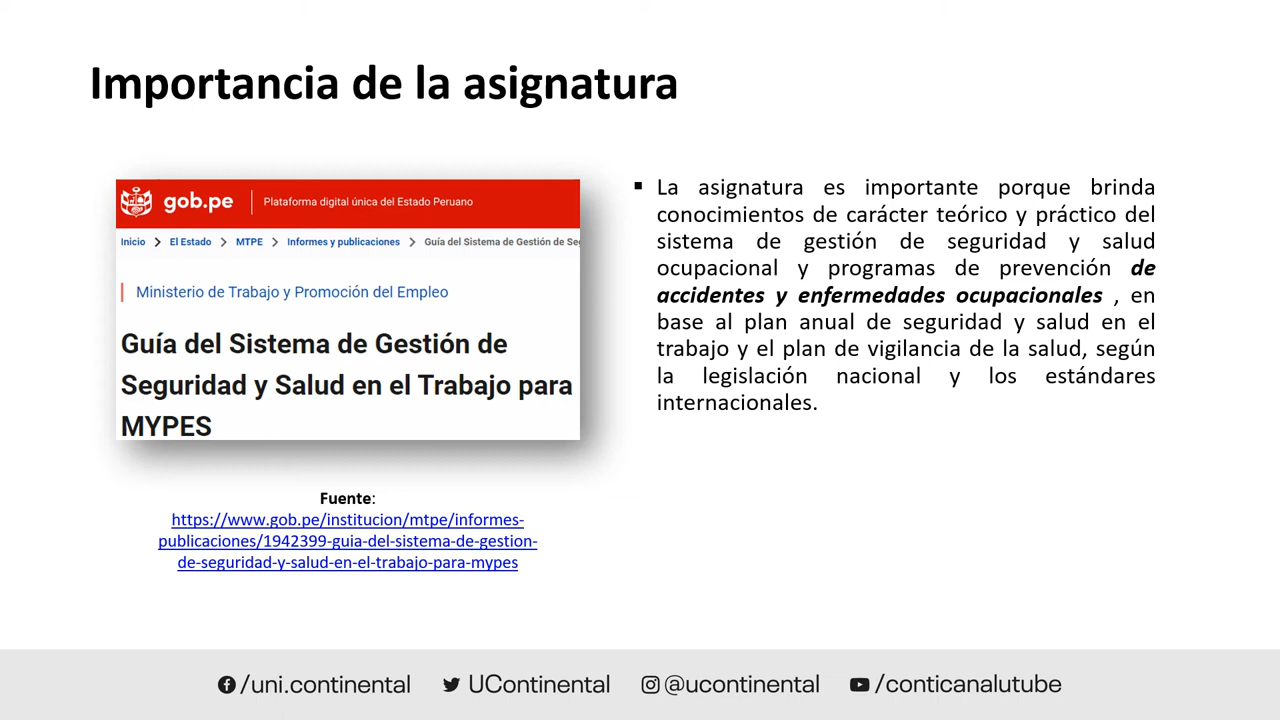 Importancia de la asignatura
gob.pe Plataforma digital única del Estado Peruano
Inicio > El Estado > MTPE > Informes y publicaciones > Guía del Sistema de Gestión de Se
Ministerio de Trabajo y Promoción del Empleo
Guía del Sistema de Gestión de
Seguridad y Salud en el Trabajo para
MYPES
Fuente:
https://www.gob.pe/institucion/mtpe/informes-
publicaciones/1942399-guia-del-sistema-de-gestion-
de-seguridad-y-salud-en-el-trabajo-para-mypes
▪ La asignatura es importante porque brinda
conocimientos de carácter teórico y práctico del
sistema de gestión de seguridad y salud
ocupacional y programas de prevención de
accidentes y enfermedades ocupacionales , en
base al plan anual de seguridad y salud en el
trabajo y el plan de vigilancia de la salud, según
la legislación nacional y los estándares
internacionales.
/uni.continental UContinental @ucontinental /conticanalutube